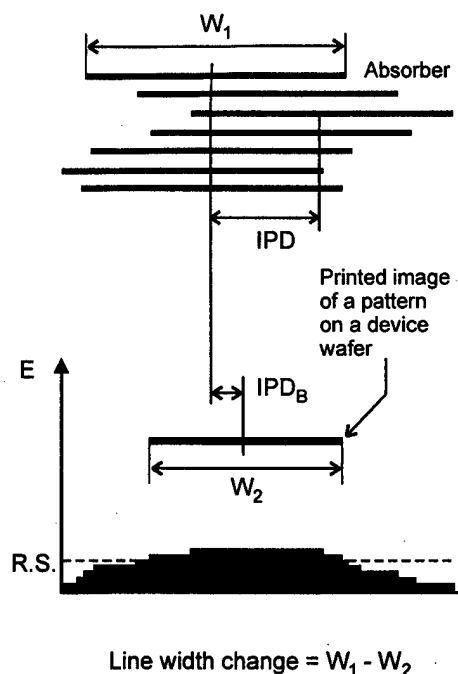 W1
Absorber
IPD
Printed image
of a pattern
on a device
wafer
E
IPDB
W2
R.S.
Line width change = W1 - W2